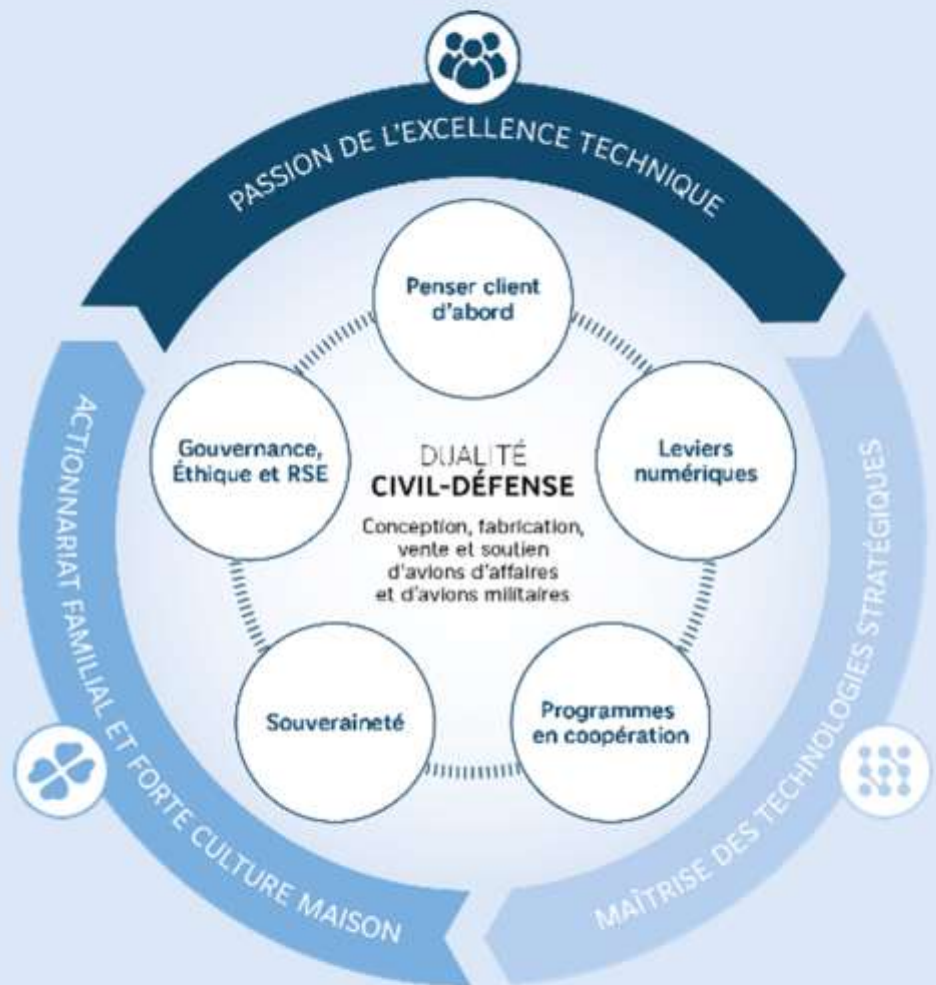 PASSION DE L'EXCELLENCE TECHNIQUE
Penser client
d'abord
Gouvernance,
Éthique et RSE
Leviers
numériques
DUALITÉ
CIVIL-DÉFENSE
Conception, fabrication,
vente et soutien
d'avions d'affaires
et d'avions militaires
Souveraineté
Programmes
en coopération
ACTIONNARIAT FAMILIAL ET FORTE CULTURE MAISON
MAÎTRISE DES TECHNOLOGIES STRATÉGIQUES